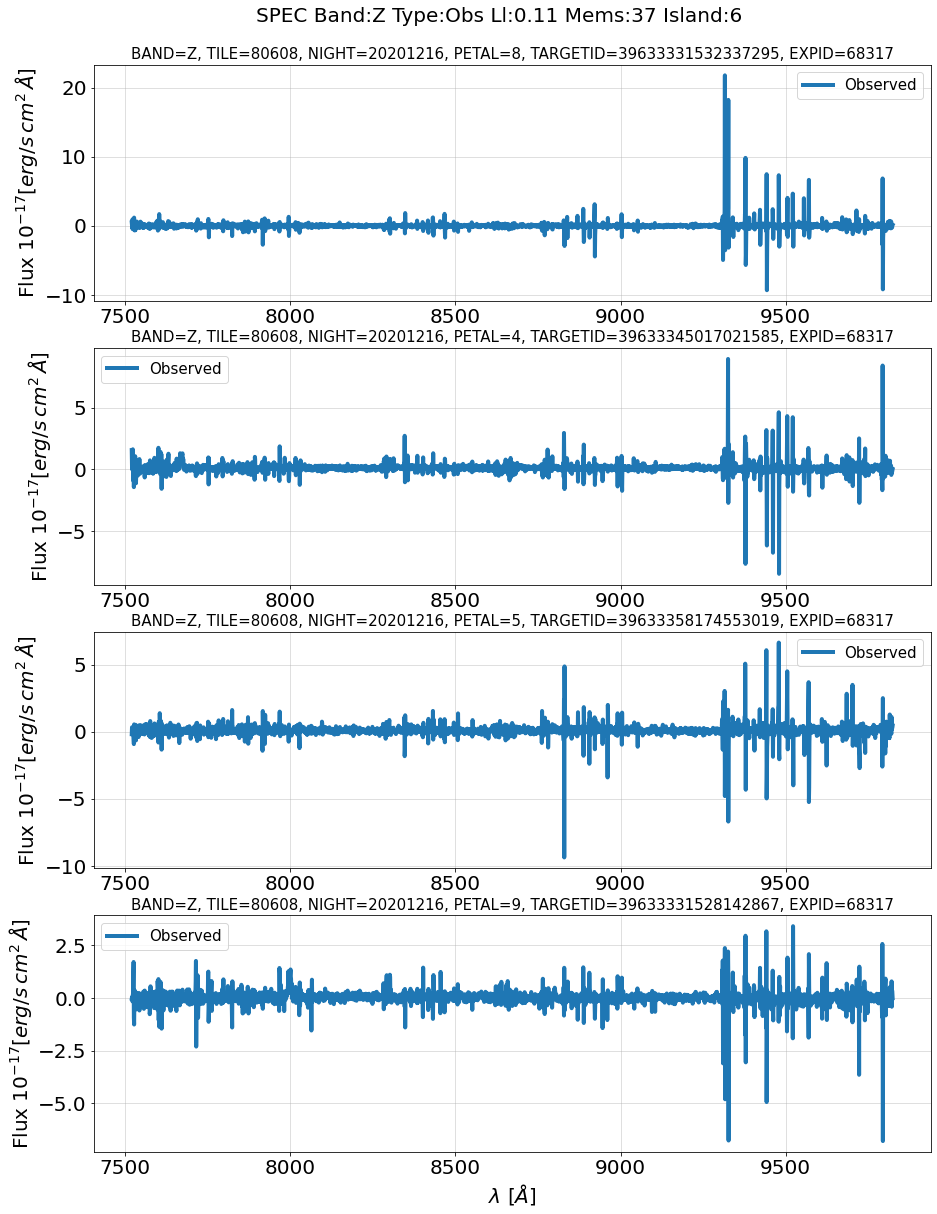 SPEC Band:Z Type:Obs Ll:0.11 Mems:37 Island:6
BAND=Z, TILE=80608, NIGHT=20201216, PETAL=8, TARGETID=39633331532337295, EXPID=68317
Flux 10^{-17}[erg/s cm^2 Å]
20
10
0
−10
Observed
7500 8000 8500 9000 9500
BAND=Z, TILE=80608, NIGHT=20201216, PETAL=4, TARGETID=39633345017021585, EXPID=68317
Flux 10^{-17}[erg/s cm^2 Å]
5
0
−5
Observed
7500 8000 8500 9000 9500
BAND=Z, TILE=80608, NIGHT=20201216, PETAL=5, TARGETID=39633358174553019, EXPID=68317
Flux 10^{-17}[erg/s cm^2 Å]
5
0
−5
−10
Observed
7500 8000 8500 9000 9500
BAND=Z, TILE=80608, NIGHT=20201216, PETAL=9, TARGETID=39633331528142867, EXPID=68317
Flux 10^{-17}[erg/s cm^2 Å]
2.5
0.0
−2.5
−5.0
Observed
7500 8000 8500 9000 9500
λ [Å]